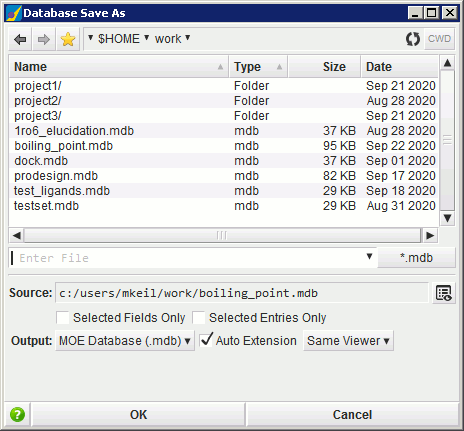 Database Save As
$HOME work CWD
Name Type Size Date
project1/ Folder Sep 21 2020
project2/ Folder Aug 28 2020
project3/ Folder Sep 21 2020
1ro6_elucidation.mdb mdb 37 KB Aug 28 2020
boiling_point.mdb mdb 95 KB Sep 22 2020
dock.mdb mdb 37 KB Sep 01 2020
prodesign.mdb mdb 82 KB Sep 17 2020
test_ligands.mdb mdb 29 KB Sep 18 2020
testset.mdb mdb 29 KB Aug 31 2020
Enter File *.mdb
Source: c:/users/mkeil/work/boiling_point.mdb
Selected Fields Only Selected Entries Only
Output: MOE Database (.mdb) Auto Extension Same Viewer
? OK Cancel